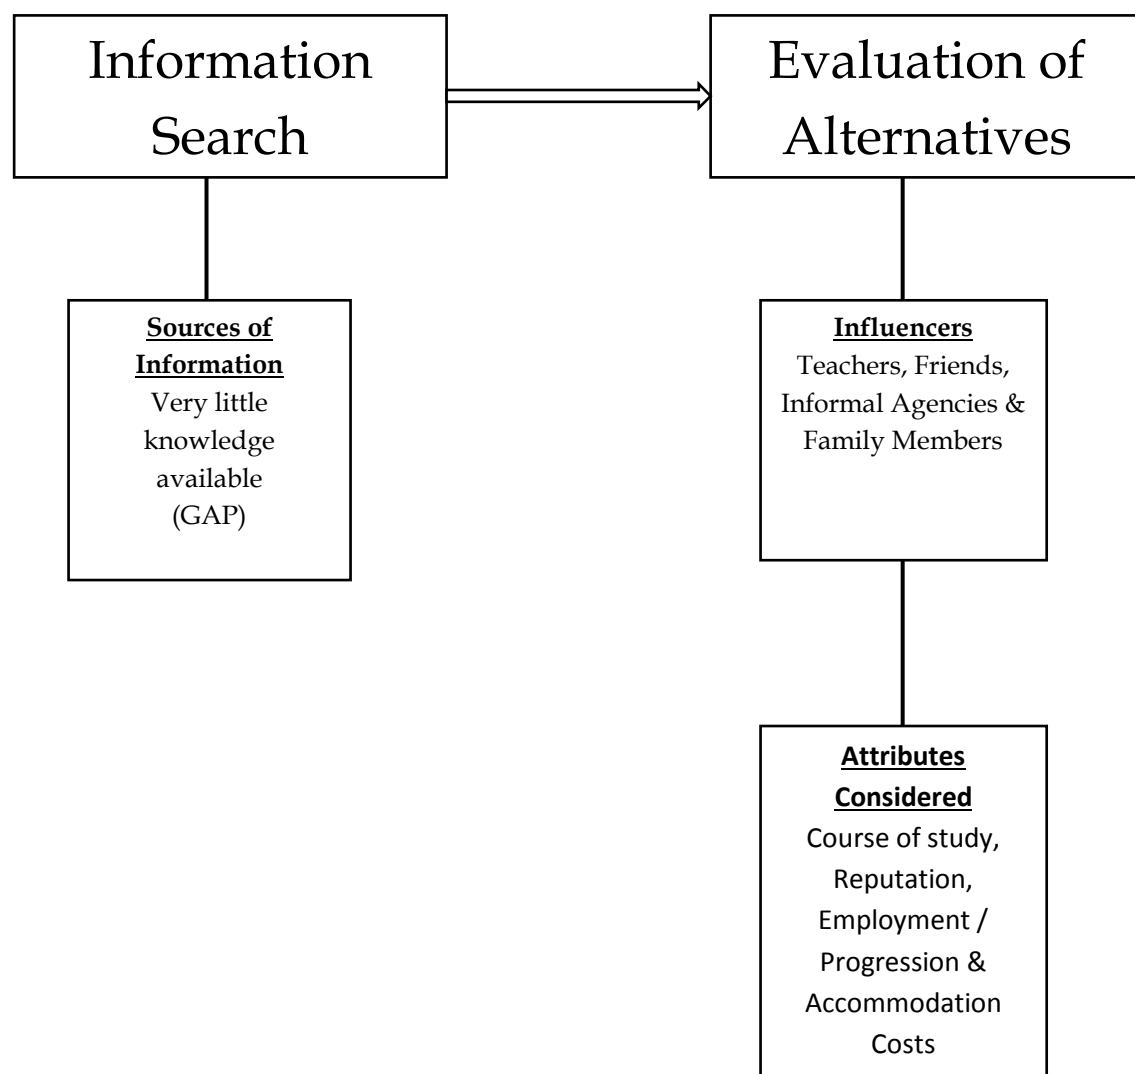 Information
Search
Evaluation of
Alternatives
Sources of
Information
Very little
knowledge
available
(GAP)
Influencers
Teachers, Friends,
Informal Agencies &
Family Members
Attributes
Considered
Course of study,
Reputation,
Employment /
Progression &
Accommodation
Costs